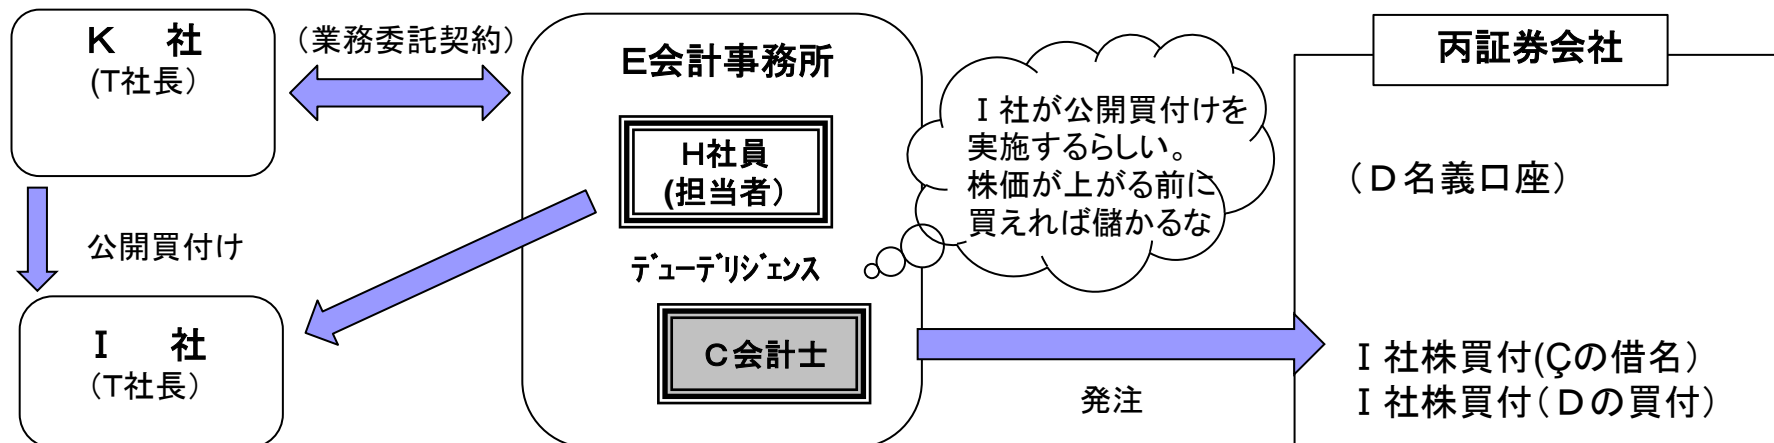 K　社
(T社長）
（業務委託契約）
公開買付け
I　社
（T社長）
E会計事務所
H社員
(担当者）
ﾃﾞｭｰﾃﾞﾘｼﾞｴﾝｽ
C会計士
I 社が公開買付けを
実施するらしい。
株価が上がる前に
買えれば儲かるな
発注
丙証券会社
（D名義口座）
I 社株買付(Çの借名）
I 社株買付（Dの買付）